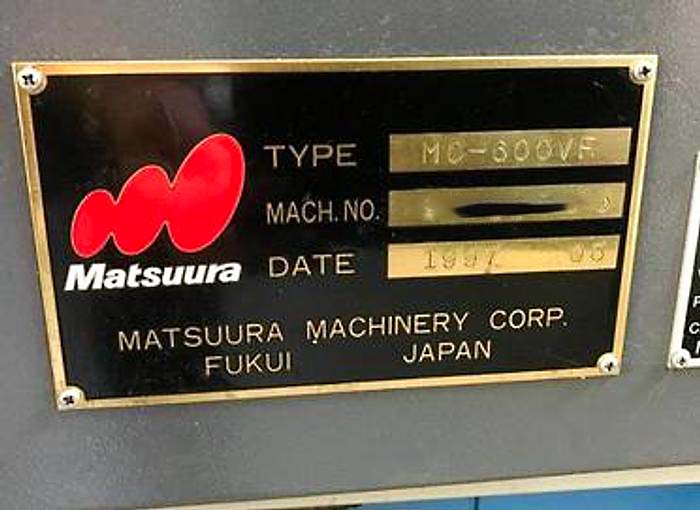 Matsuura
TYPE MC-600VF
MACH. NO.
DATE 1997 05
MATSUURA MACHINERY CORP.
FUKUI JAPAN